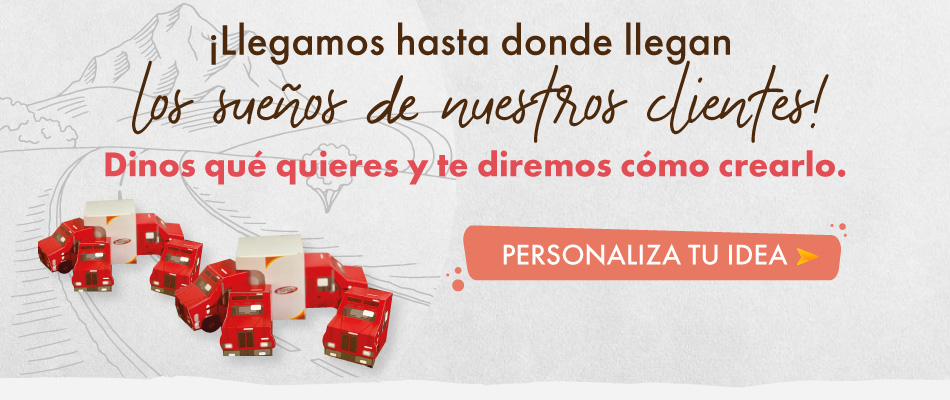 ¡Llegamos hasta donde llegan
los sueños de nuestros clientes!
Dinos qué quieres y te diremos cómo crearlo.
PERSONALIZA TU IDEA